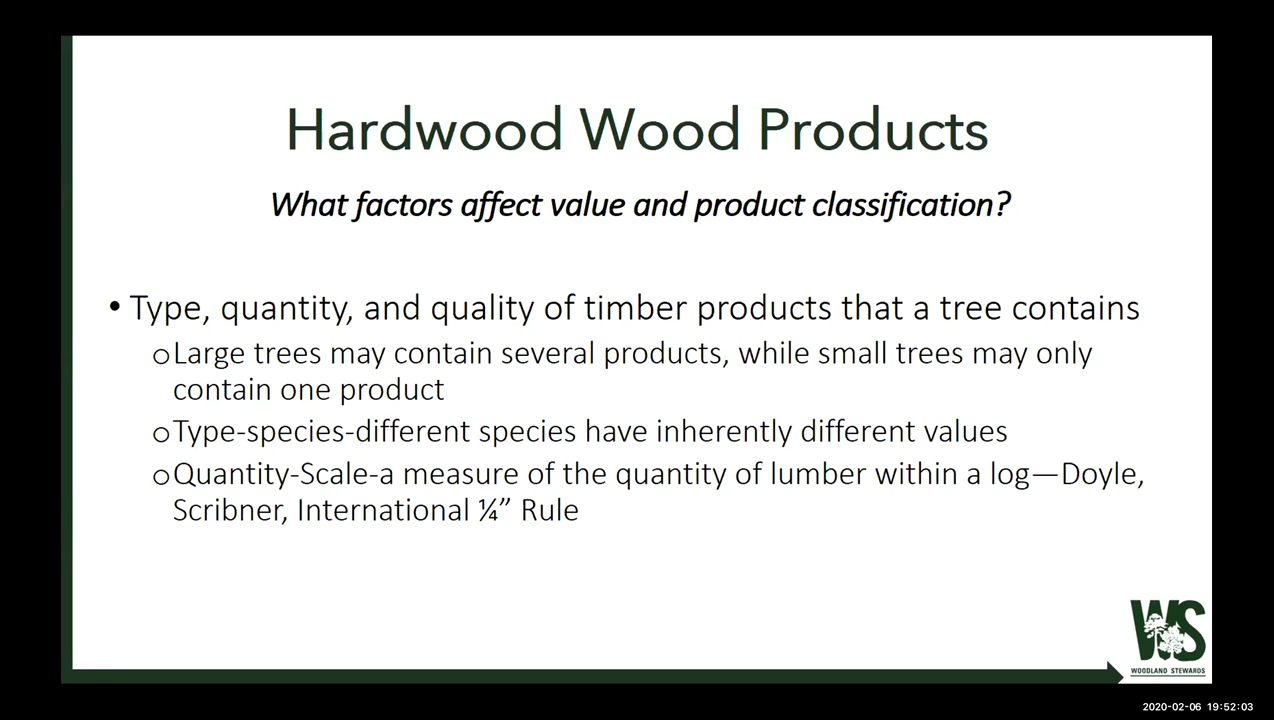 Hardwood Wood Products
What factors affect value and product classification?
• Type, quantity, and quality of timber products that a tree contains
o Large trees may contain several products, while small trees may only
contain one product
o Type-species-different species have inherently different values
o Quantity-Scale-a measure of the quantity of lumber within a log—Doyle,
Scribner, International ¼” Rule
WS
WOODLAND STEWARDS
2020-02-06 19:52:03